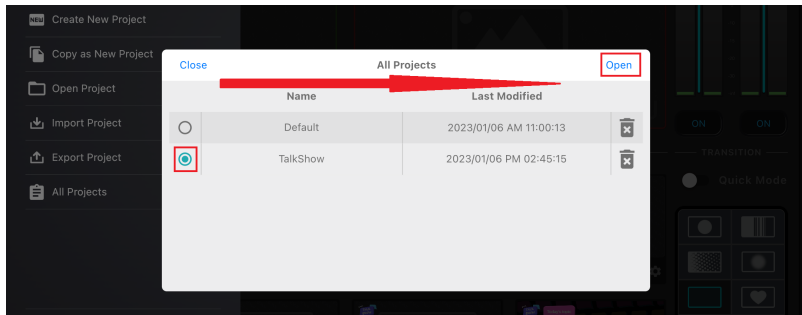 NEW Create New Project
Copy as New Project
Open Project
Import Project
Export Project
All Projects
Close All Projects Open
Name Last Modified
Default 2023/01/06 AM 11:00:13
TalkShow 2023/01/06 PM 02:45:15
ON ON
TRANSITION
Quick Mode